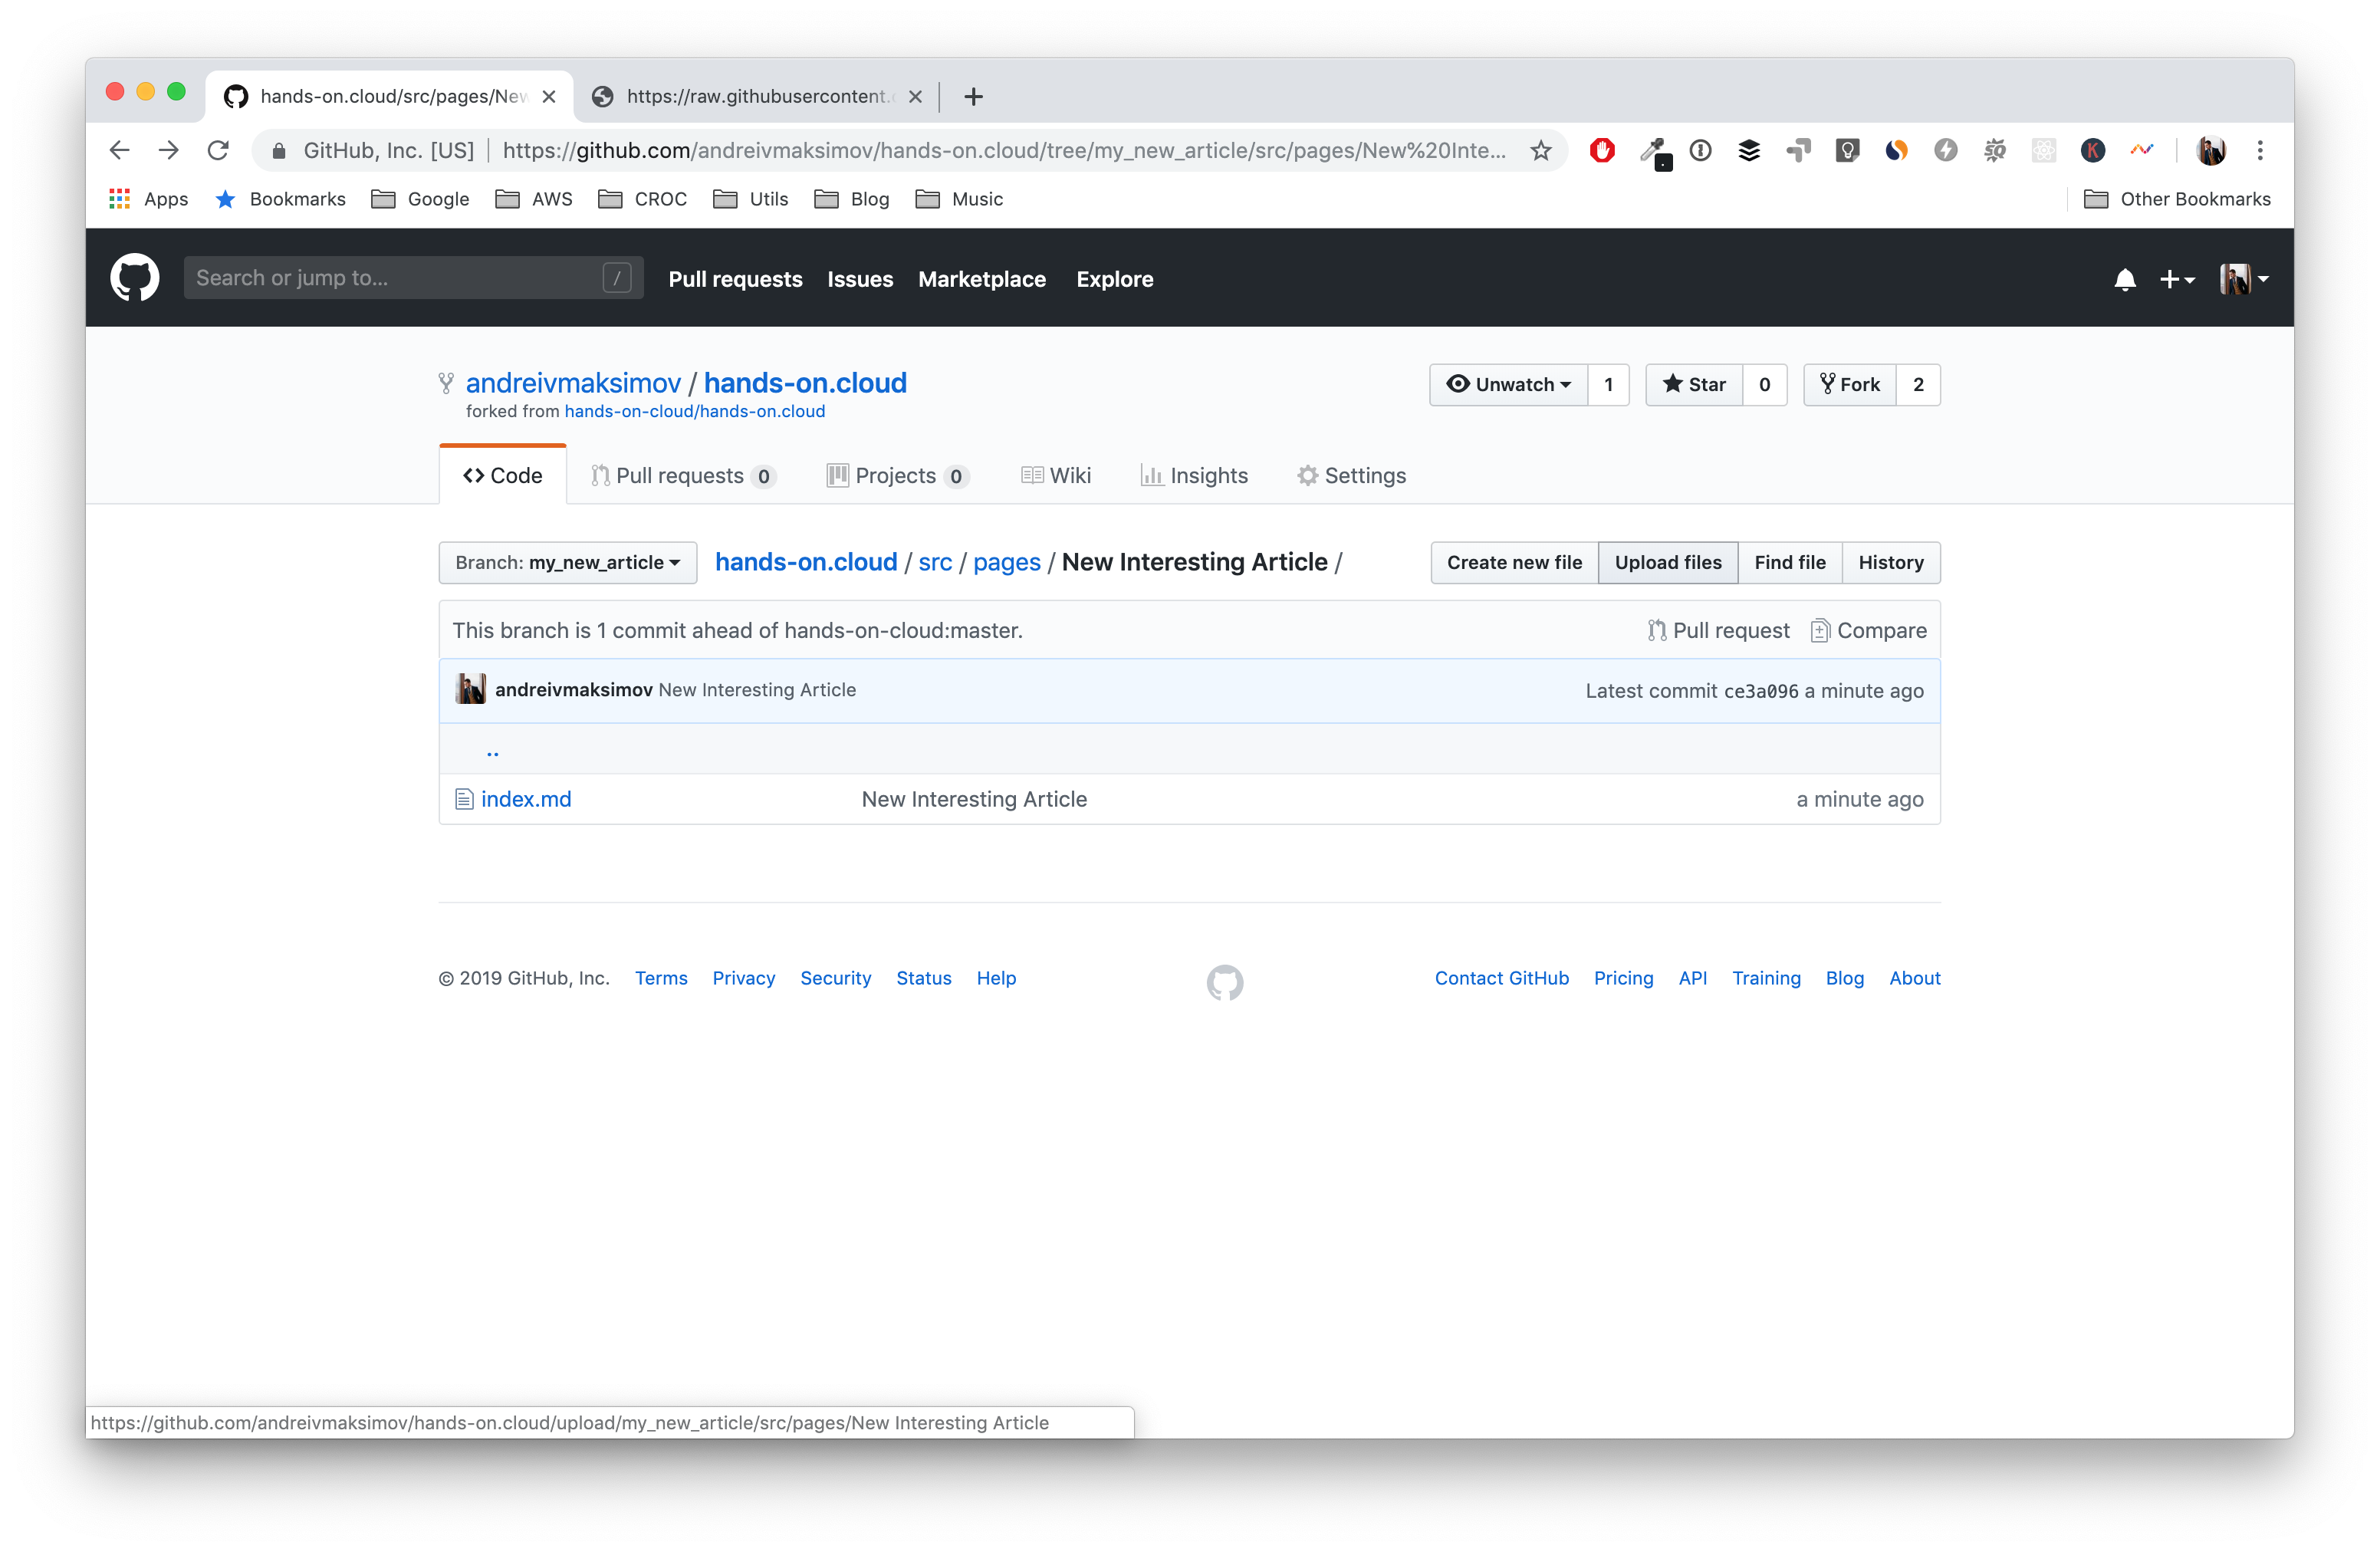 hands-on.cloud/src/pages/New
https://raw.githubusercontent.
GitHub, Inc. [US] https://github.com/andreivmaksimov/hands-on.cloud/tree/my_new_article/src/pages/New%20Inte...
Apps Bookmarks Google AWS CROC Utils Blog Music Other Bookmarks
Search or jump to... / Pull requests Issues Marketplace Explore
andreivmaksimov / hands-on.cloud Unwatch 1 Star 0 Fork 2
forked from hands-on-cloud/hands-on.cloud
Code Pull requests 0 Projects 0 Wiki Insights Settings
Branch: my_new_article hands-on.cloud / src / pages / New Interesting Article / Create new file Upload files Find file History
This branch is 1 commit ahead of hands-on-cloud:master. Pull request Compare
andreivmaksimov New Interesting Article Latest commit ce3a096 a minute ago
..
index.md New Interesting Article a minute ago
© 2019 GitHub, Inc. Terms Privacy Security Status Help Contact GitHub Pricing API Training Blog About
https://github.com/andreivmaksimov/hands-on.cloud/upload/my_new_article/src/pages/New Interesting Article